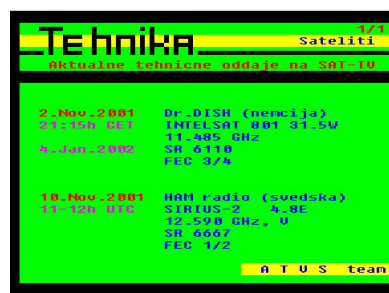 1/1
Tehnika
Sateliti
Aktualne tehnicne oddaje na SAT-TV
2.Nov.2001 Dr.DISH (nemcija)
21:15h CET INTELSAT 801 31.5W
11.485 GHz
4.Jan.2002 SR 6110
FEC 3/4
10.Nov.2001 HAM radio (svedska)
11-12h UTC SIRIUS-2 4.8E
12.590 GHz, V
SR 6667
FEC 1/2
A T V S team